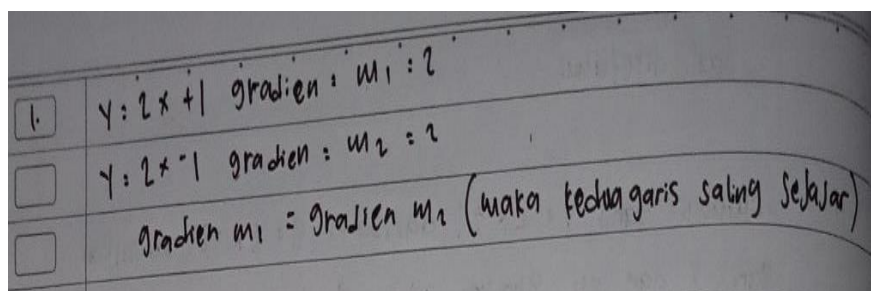 1. y = 2x + 1 gradien = m₁ = 2
y = 2x - 1 gradien = m₂ = 2
gradien m₁ = gradien m₂ (maka kedua garis saling sejajar)